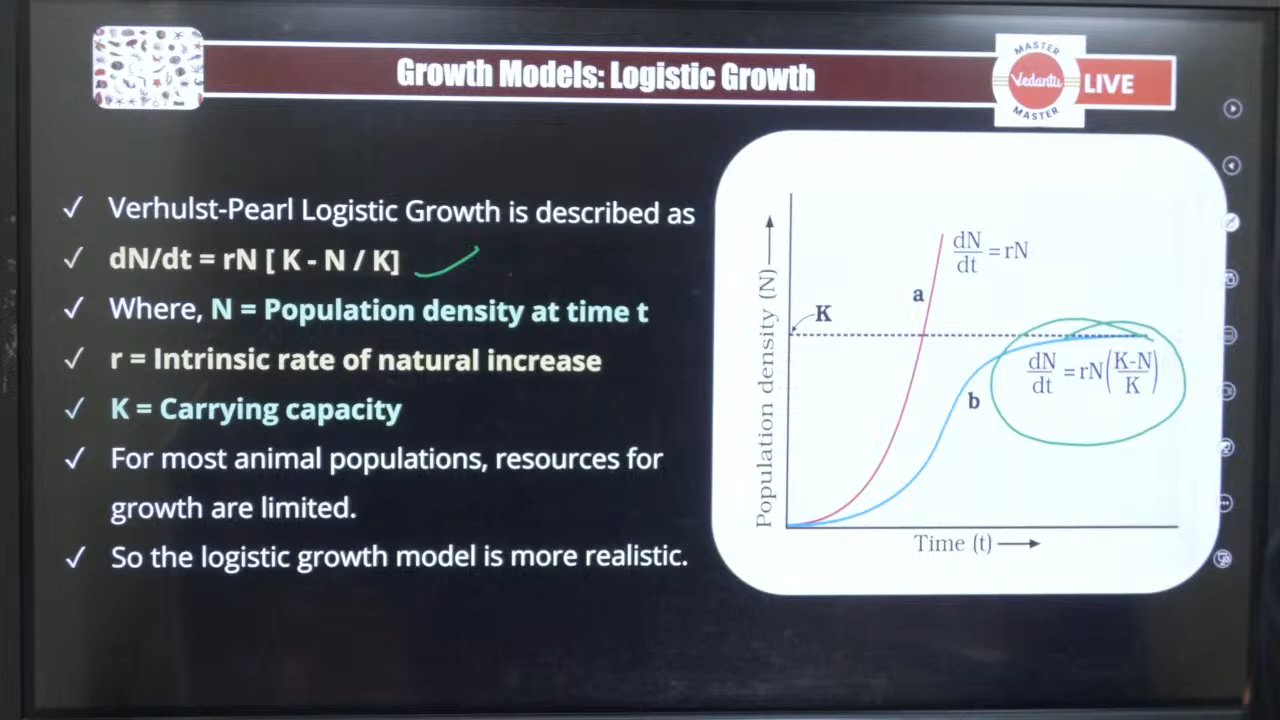 Growth Models: Logistic Growth
MASTER
Vedantu
MASTER
LIVE
✓ Verhulst-Pearl Logistic Growth is described as
✓ dN/dt = rN [ K - N / K]
✓ Where, N = Population density at time t
✓ r = Intrinsic rate of natural increase
✓ K = Carrying capacity
✓ For most animal populations, resources for
growth are limited.
✓ So the logistic growth model is more realistic.
Population density (N)
dN/dt = rN
a
K
dN/dt = rN(K-N/K)
b
Time (t)